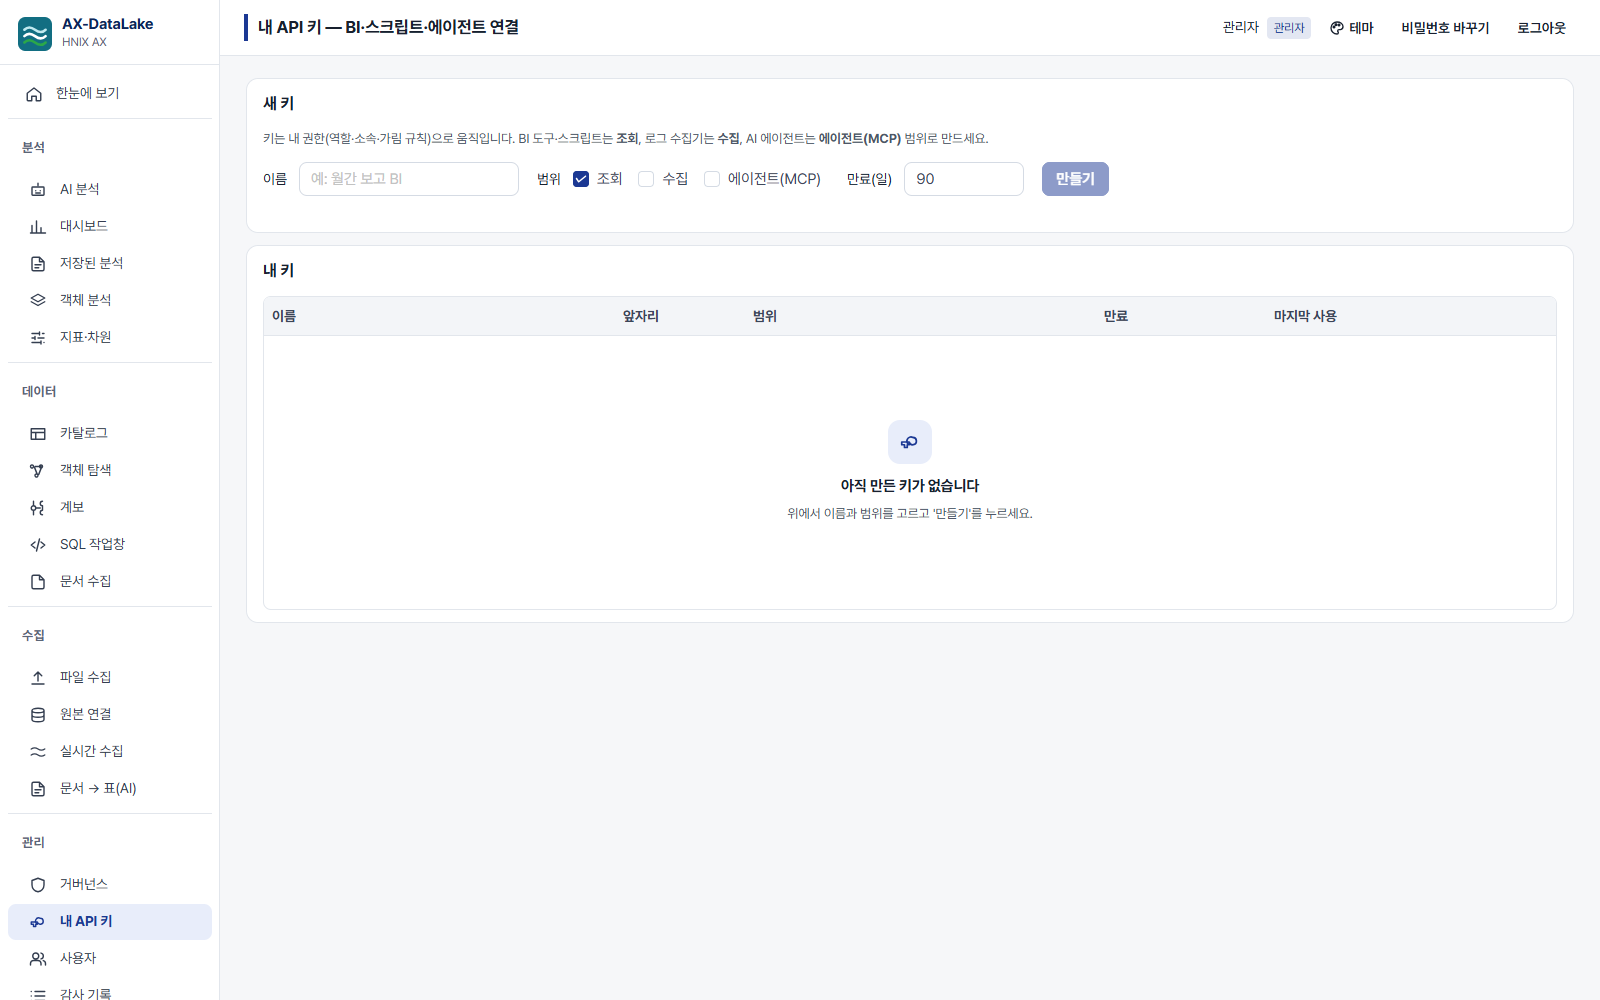 AX-DataLake
HNIX AX
한눈에 보기
분석
AI 분석
대시보드
저장된 분석
객체 분석
지표·차원
데이터
카탈로그
객체 탐색
계보
SQL 작업창
문서 수집
수집
파일 수집
원본 연결
실시간 수집
문서 → 표(AI)
관리
거버넌스
내 API 키
사용자
감사 기록
내 API 키 — BI·스크립트·에이전트 연결
관리자 관리자 테마 비밀번호 바꾸기 로그아웃
새 키
키는 내 권한(역할·소속·가림 규칙)으로 움직입니다. BI 도구·스크립트는 조회, 로그 수집기는 수집, AI 에이전트는 에이전트(MCP) 범위로 만드세요.
이름 예: 월간 보고 BI 범위 조회 수집 에이전트(MCP) 만료(일) 90 만들기
내 키
이름 앞자리 범위 만료 마지막 사용
아직 만든 키가 없습니다
위에서 이름과 범위를 고르고 '만들기'를 누르세요.